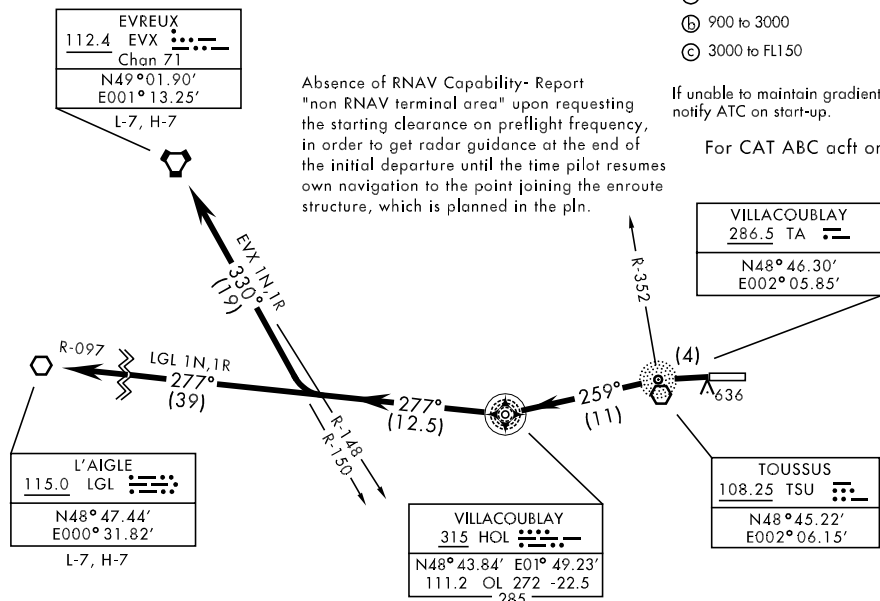 EVREUX
112.4 EVX
Chan 71
N49°01.90'
E001°13.25'
L-7, H-7
Absence of RNAV Capability- Report
"non RNAV terminal area" upon requesting
the starting clearance on preflight frequency,
in order to get radar guidance at the end of
the initial departure until the time pilot resumes
own navigation to the point joining the enroute
structure, which is planned in the pln.
b 900 to 3000
c 3000 to FL150
If unable to maintain gradient
notify ATC on start-up.
For CAT ABC acft on
VILLACOUBLAY
286.5 TA
N48°46.30'
E002°05.85'
R-352
EVX 1N,1R
330°
(19)
R-097
LGL 1N,1R
277°
(39)
277°
(12.5)
259°
(11)
(4)
636
R-148
R-150
L'AIGLE
115.0 LGL
N48°47.44'
E000°31.82'
L-7, H-7
VILLACOUBLAY
315 HOL
N48°43.84' E01°49.23'
111.2 OL 272 -22.5
285
TOUSSUS
108.25 TSU
N48°45.22'
E002°06.15'